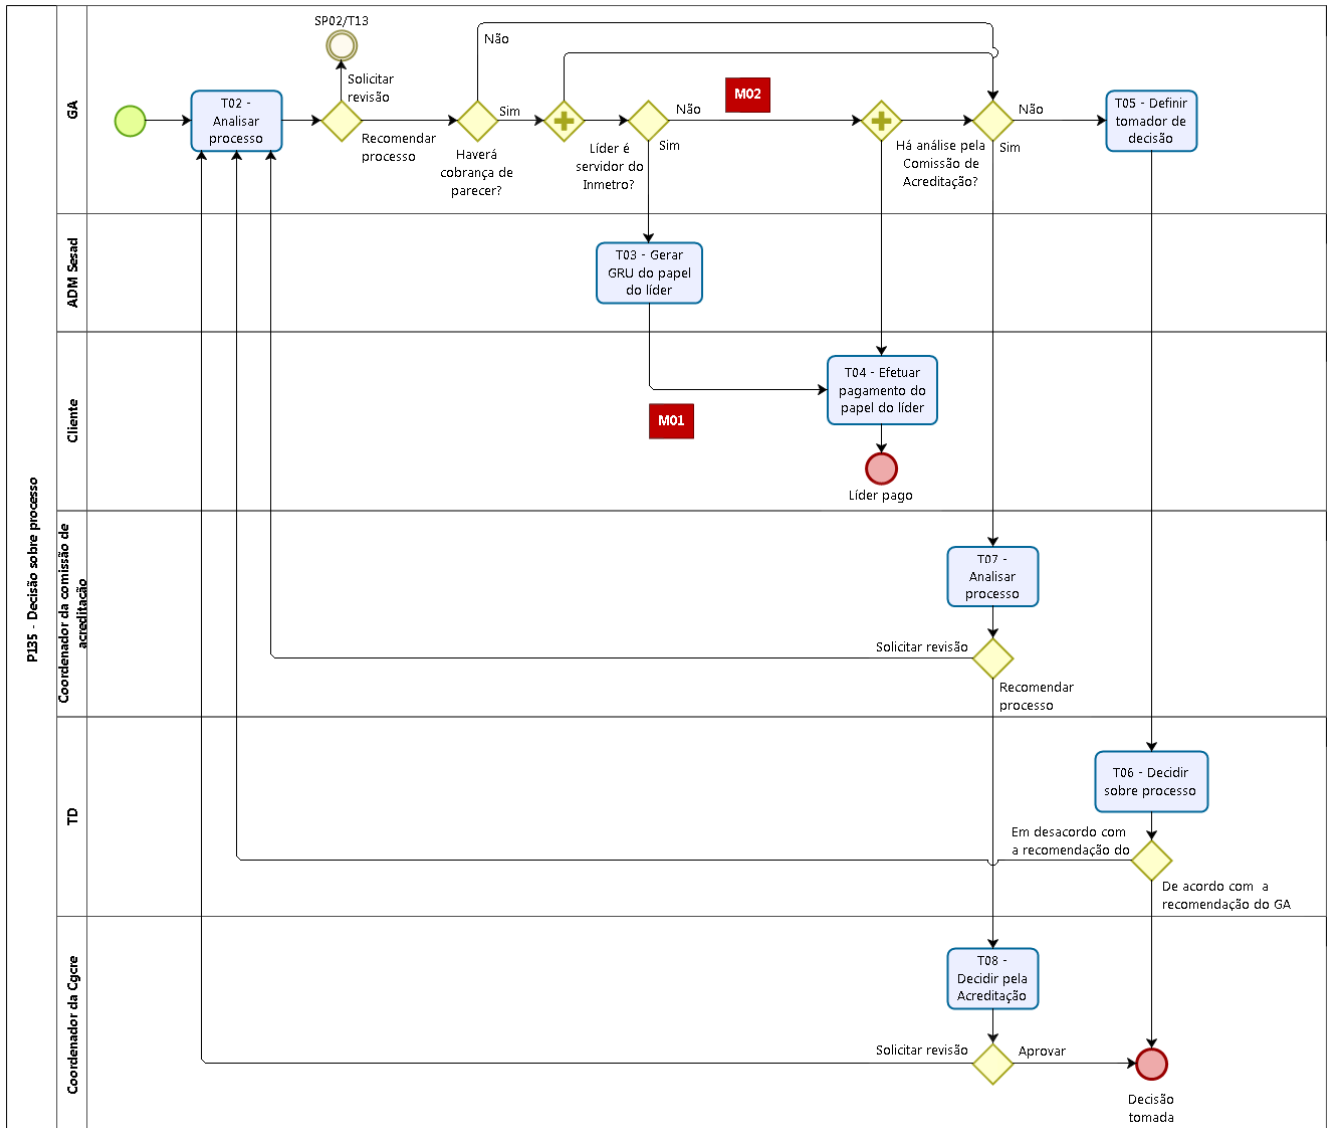 P135 - Decisão sobre processo
GA
SP02/T13
Solicitar
revisão
T02 -
Analisar
processo
Recomendar
processo
Não
Haverá
cobrança de
parecer?
Sim
Líder é
servidor do
Inmetro?
Não
Sim
M02
Há análise pela
Comissão de
Acreditação?
Não
Sim
T05 - Definir
tomador de
decisão
ADM Sesad
T03 - Gerar
GRU do papel
do líder
Cliente
M01
T04 - Efetuar
pagamento do
papel do líder
Líder pago
Coordenador da comissão de
acreditação
T07 -
Analisar
processo
Solicitar revisão
Recomendar
processo
TD
T06 - Decidir
sobre processo
Em desacordo com
a recomendação do
De acordo com a
recomendação do GA
Coordenador da Cgcre
T08 -
Decidir pela
Acreditação
Solicitar revisão
Aprovar
Decisão
tomada